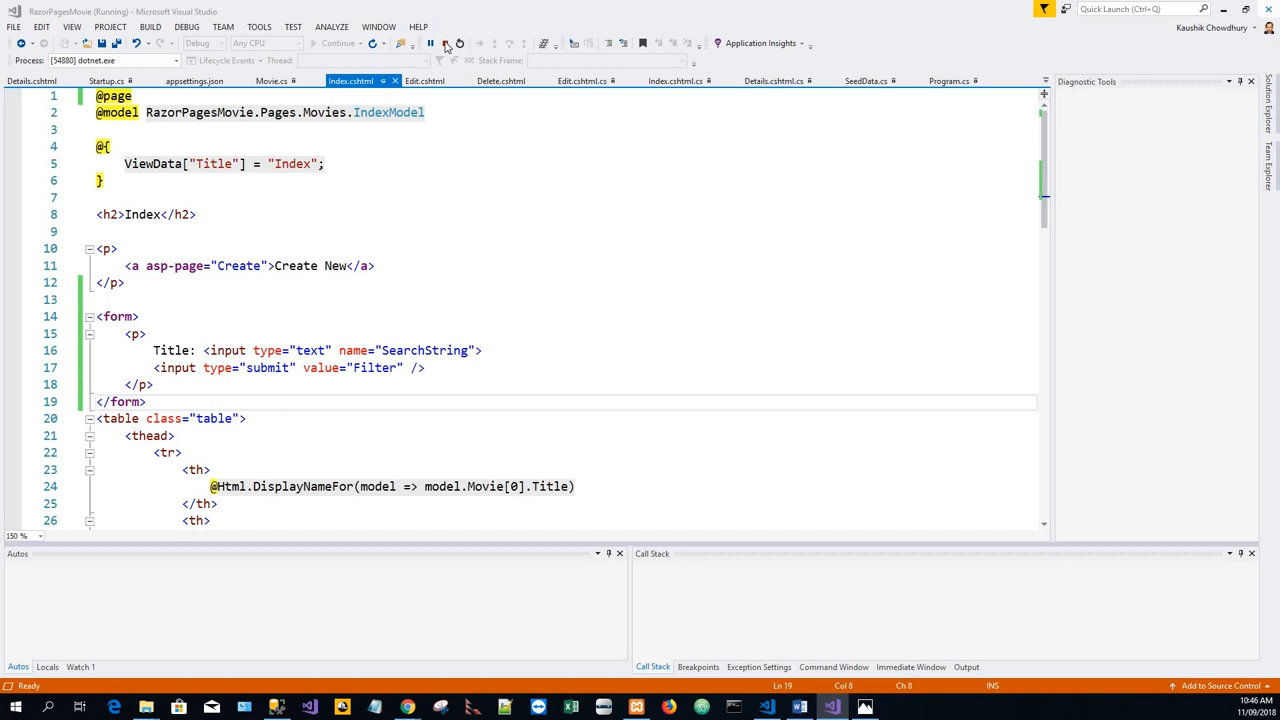 RazorPagesMovie (Running) - Microsoft Visual Studio
Quick Launch (Ctrl+Q)
FILE EDIT VIEW PROJECT BUILD DEBUG TEAM TOOLS TEST ANALYZE WINDOW HELP
Kaushik Chowdhury
Debug Any CPU Continue Application Insights
Process: [54880] dotnet.exe Lifecycle Events Thread: Stack Frame:
Details.cshtml Startup.cs appsettings.json Movie.cs Index.cshtml Edit.cshtml Delete.cshtml Edit.cshtml.cs Index.cshtml.cs Details.cshtml.cs SeedData.cs Program.cs
Diagnostic Tools
Solution Explorer
Team Explorer
1 @page
2 @model RazorPagesMovie.Pages.Movies.IndexModel
3
4 @{
5 ViewData["Title"] = "Index";
6 }
7
8 <h2>Index</h2>
9
10 <p>
11 <a asp-page="Create">Create New</a>
12 </p>
13
14 <form>
15 <p>
16 Title: <input type="text" name="SearchString">
17 <input type="submit" value="Filter" />
18 </p>
19 </form>
20 <table class="table">
21 <thead>
22 <tr>
23 <th>
24 @Html.DisplayNameFor(model => model.Movie[0].Title)
25 </th>
26 <th>
150 %
Autos
Call Stack
Autos Locals Watch 1
Call Stack Breakpoints Exception Settings Command Window Immediate Window Output
Ready Ln 19 Col 8 Ch 8 INS Add to Source Control
10:46 AM
11/09/2018